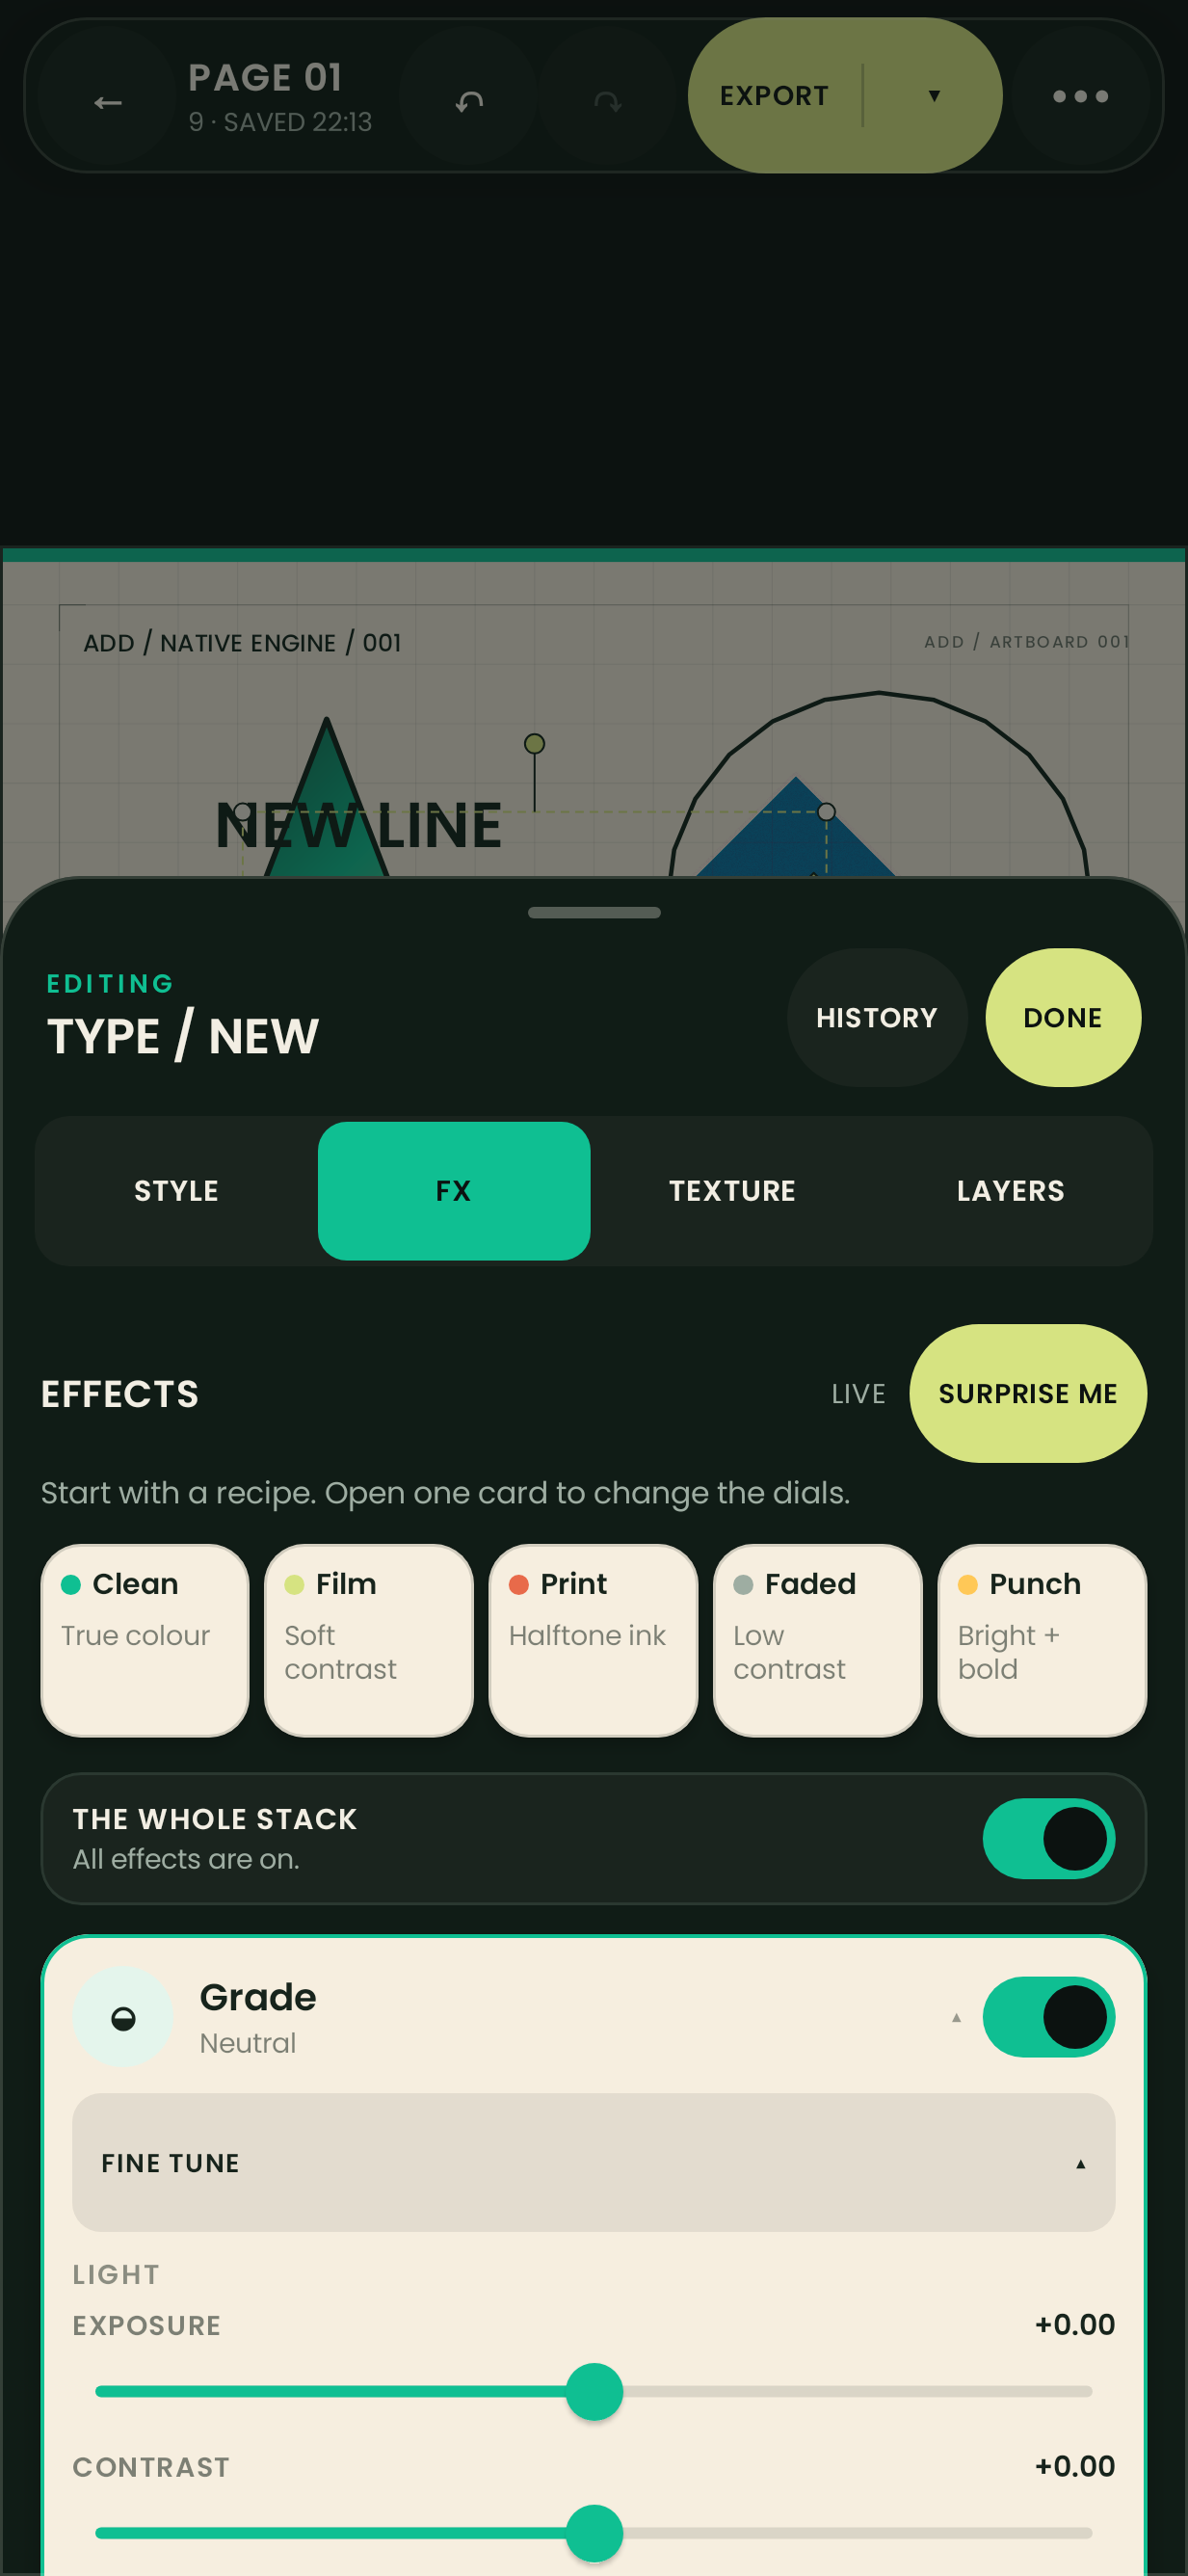 PAGE 01
9 · SAVED 22:13
EXPORT
ADD / NATIVE ENGINE / 001
ADD / ARTBOARD 001
NEW LINE
EDITING
TYPE / NEW
HISTORY
DONE
STYLE
FX
TEXTURE
LAYERS
EFFECTS
LIVE
SURPRISE ME
Start with a recipe. Open one card to change the dials.
Clean
True colour
Film
Soft
contrast
Print
Halftone ink
Faded
Low
contrast
Punch
Bright +
bold
THE WHOLE STACK
All effects are on.
Grade
Neutral
FINE TUNE
LIGHT
EXPOSURE
+0.00
CONTRAST
+0.00